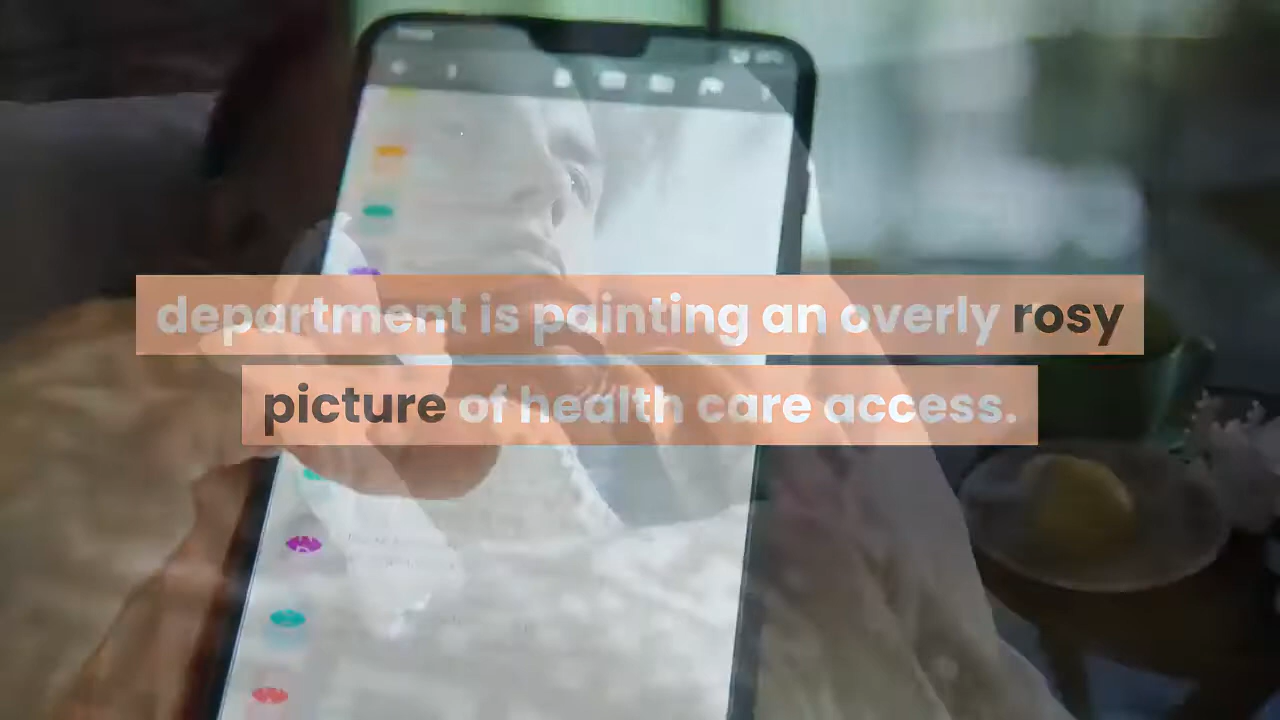 department is painting an overly rosy
picture of health care access.